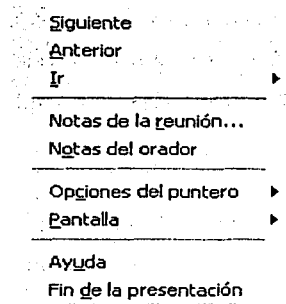 Siguiente
Anterior
Ir
Notas de la reunión...
Notas del orador
Opciones del puntero
Pantalla
Ayuda
Fin de la presentación